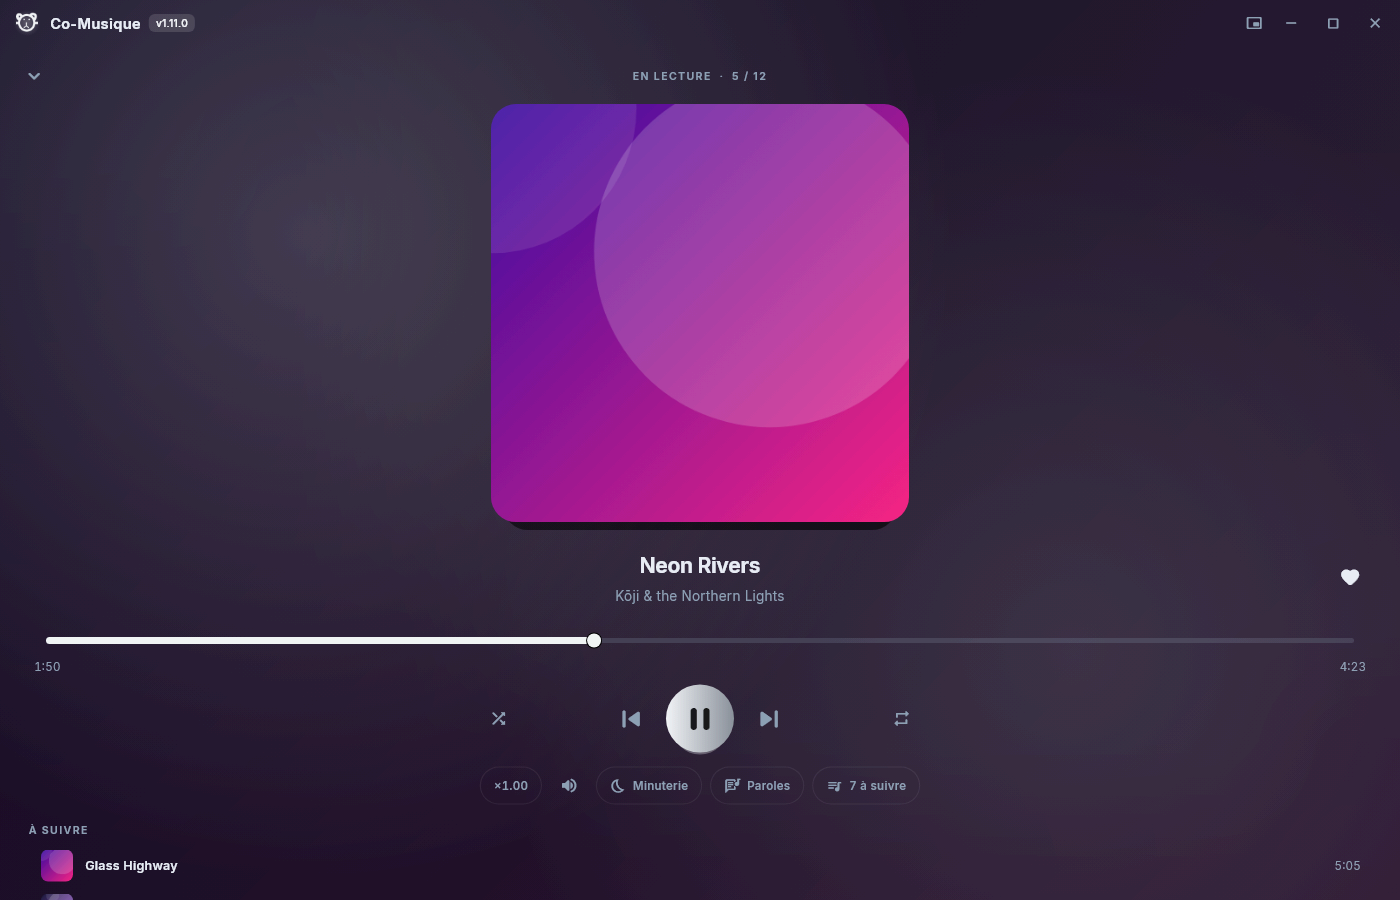 Co-Musique v1.11.0
EN LECTURE · 5 / 12
Neon Rivers
Kōji & the Northern Lights
1:50 4:23
×1.00 Minuterie Paroles 7 à suivre
À SUIVRE
Glass Highway 5:05